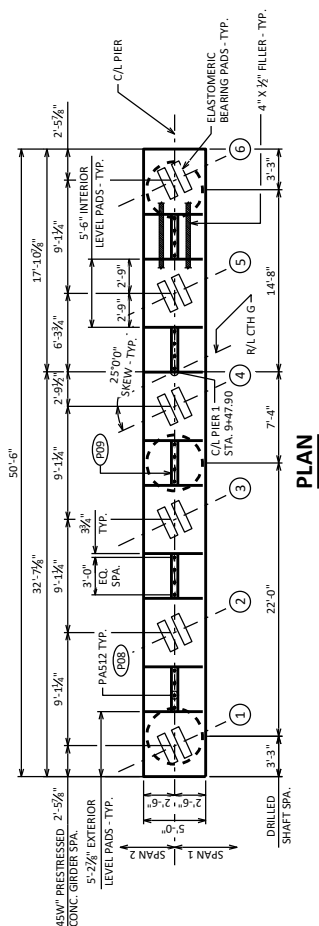 50'-6"
32'-7⅛"
17'-10⅞"
45W" PRESTRESSED
CONC. GIRDER SPA.
2'-5⅞"
9'-1¼"
9'-1¼"
9'-1¼"
2'-9½"
6'-3¾"
9'-1¼"
2'-5⅞"
5'-2⅞" EXTERIOR
LEVEL PADS - TYP.
PA512 TYP.
P08
3'-0"
EQ.
SPA.
3¾"
TYP.
P09
25°0'0"
SKEW - TYP.
5'-6" INTERIOR
LEVEL PADS - TYP.
2'-9"
2'-9"
C/L PIER
ELASTOMERIC
BEARING PADS - TYP.
4" X ½" FILLER - TYP.
SPAN 2
SPAN 1
5'-0"
2'-6"
2'-6"
C/L PIER 1
STA. 9+47.90
R/L CTH G
1
2
3
4
5
6
DRILLED
SHAFT SPA.
3'-3"
22'-0"
7'-4"
14'-8"
3'-3"
PLAN